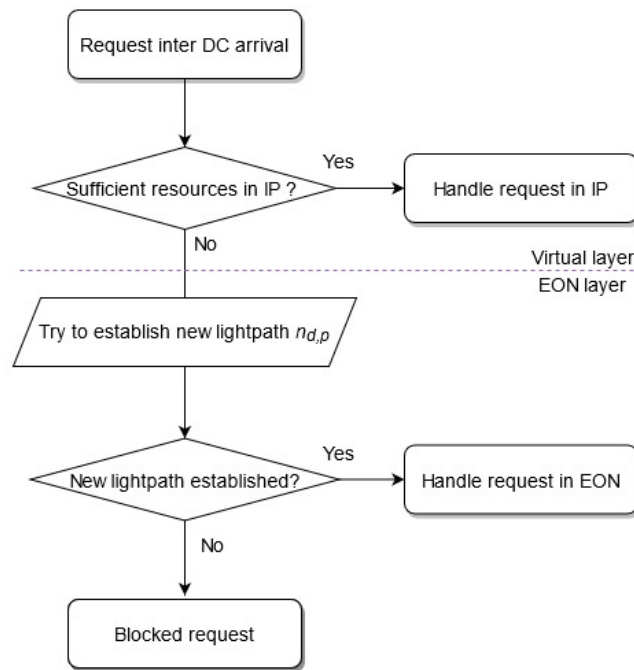 Request inter DC arrival
Sufficient resources in IP ?
Yes
Handle request in IP
No
Virtual layer
EON layer
Try to establish new lightpath n_{d,p}
New lightpath established?
Yes
Handle request in EON
No
Blocked request